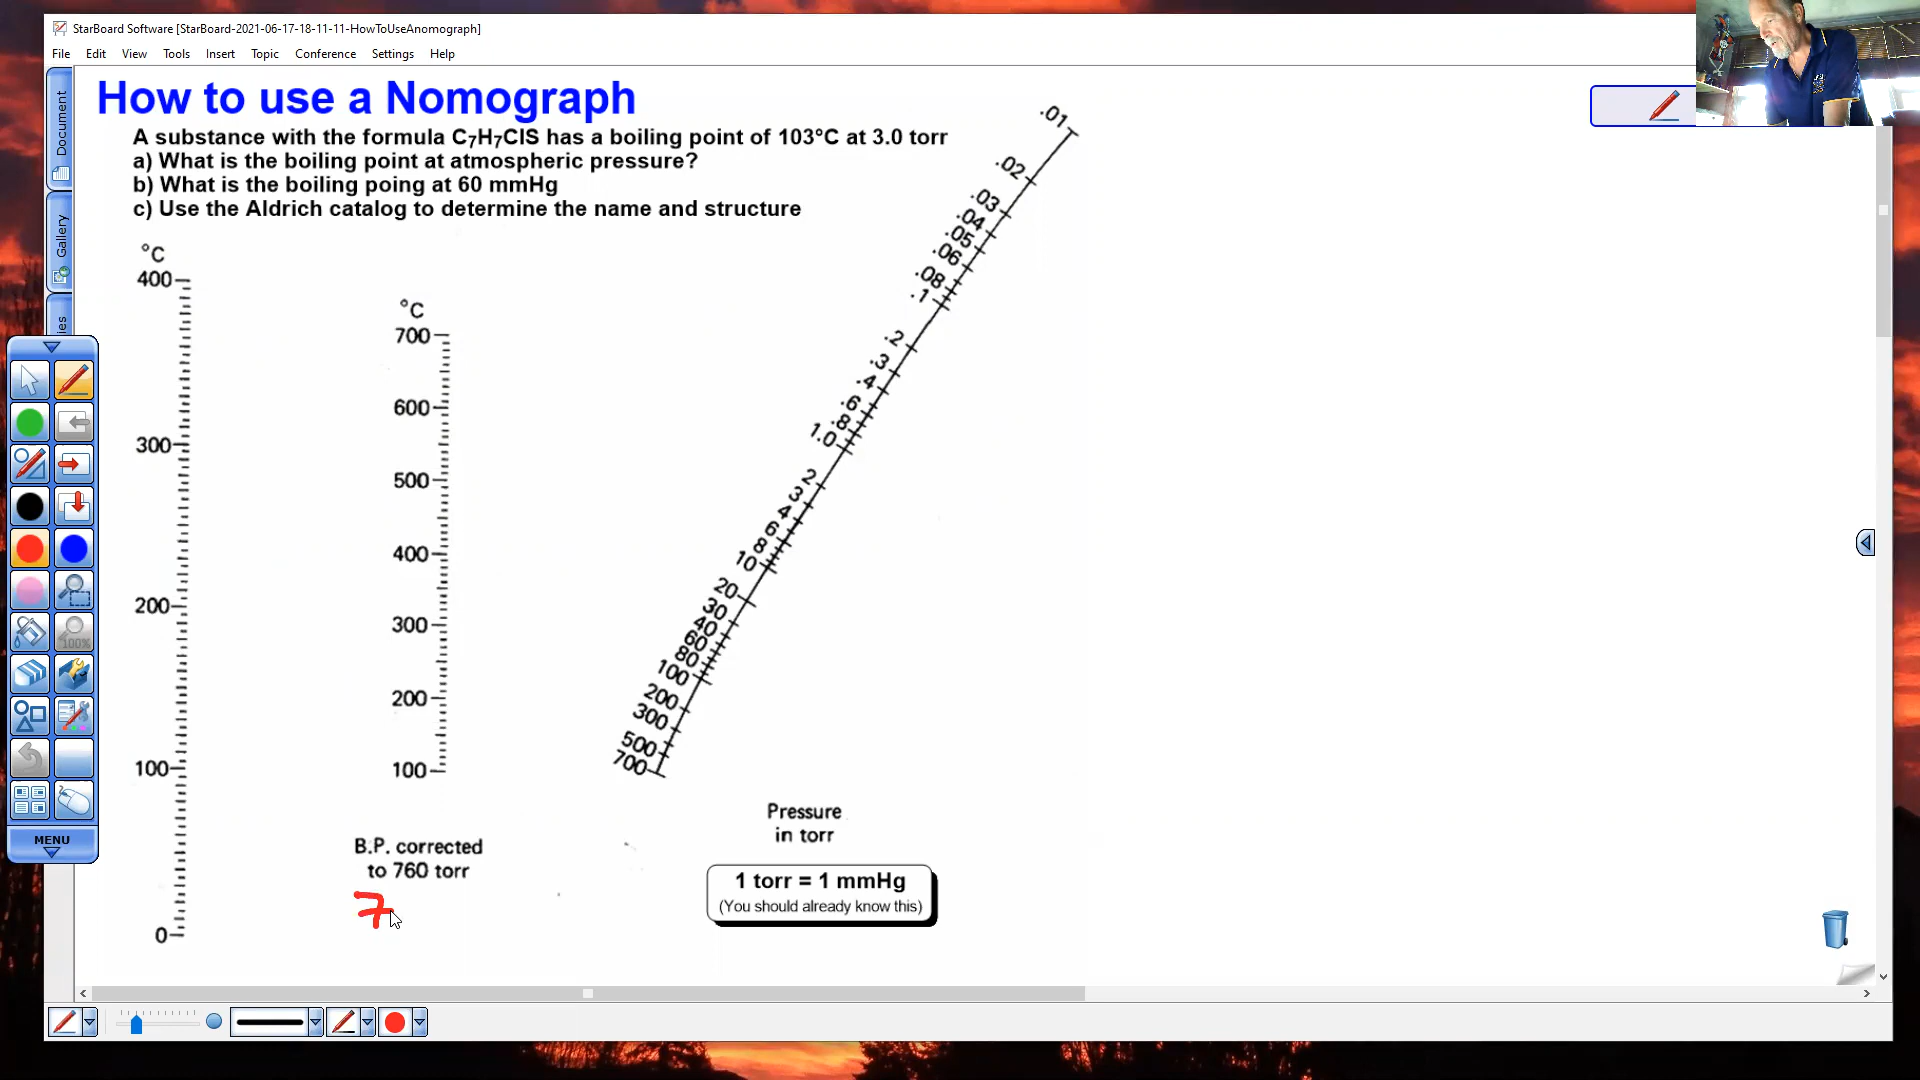 StarBoard Software [StarBoard-2021-06-17-18-11-11-HowToUseAnomograph]
File Edit View Tools Insert Topic Conference Settings Help
Document
Gallery
How to use a Nomograph
A substance with the formula C₇H₇ClS has a boiling point of 103°C at 3.0 torr
a) What is the boiling point at atmospheric pressure?
b) What is the boiling poing at 60 mmHg
c) Use the Aldrich catalog to determine the name and structure
°C
400
300
200
100
0
°C
700
600
500
400
300
200
100
B.P. corrected
to 760 torr
7
.01
.02
.03
.04
.05
.06
.08
.1
.2
.3
.4
.6
.8
1.0
2
3
4
6
8
10
20
30
40
60
80
100
200
300
500
700
Pressure
in torr
1 torr = 1 mmHg
(You should already know this)
100%
MENU